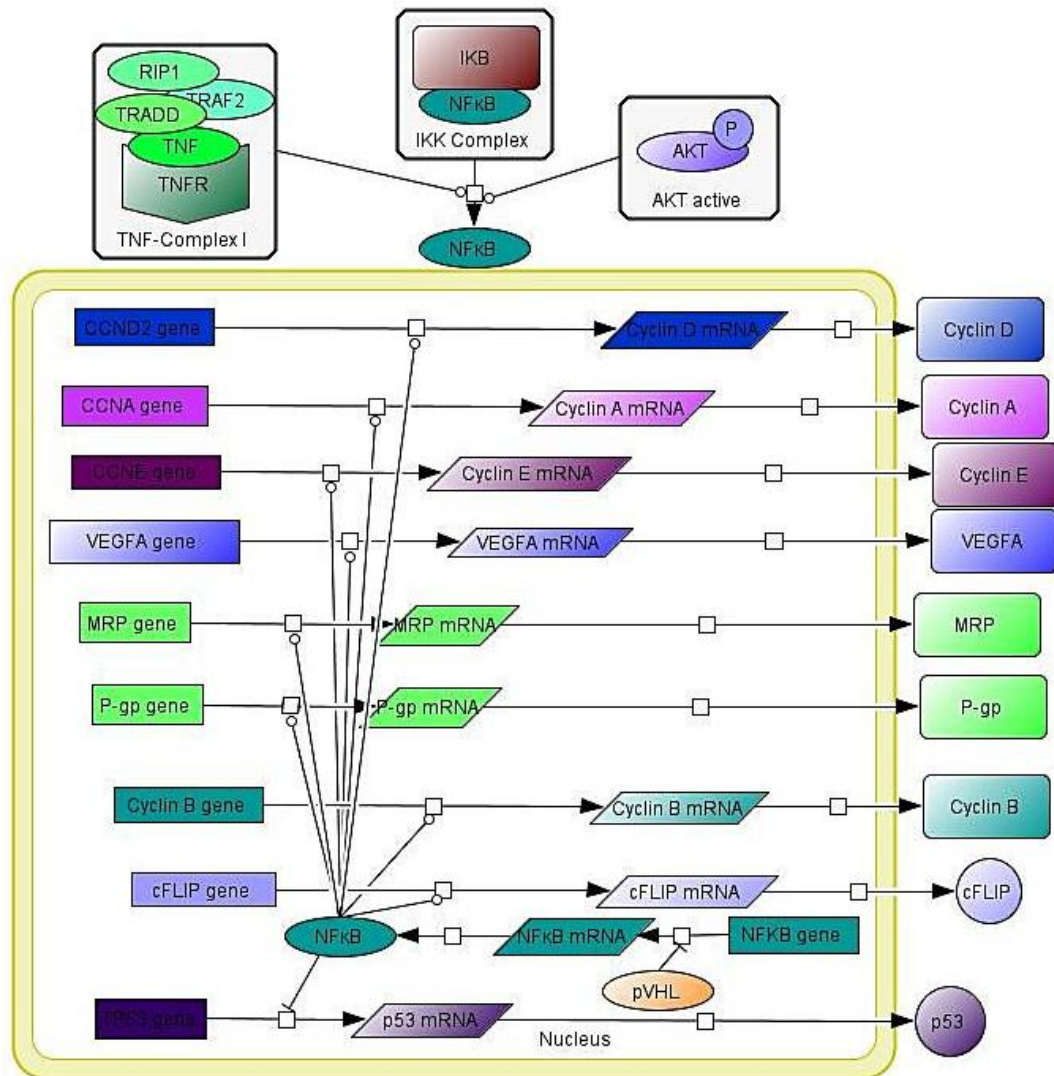 RIP1
TRAF2
TRADD
TNF
TNFR
TNF-Complex I
IKB
NFκB
IKK Complex
P
AKT
AKT active
NFκB
CCND2 gene
Cyclin D mRNA
Cyclin D
CCNA gene
Cyclin A mRNA
Cyclin A
CCNE gene
Cyclin E mRNA
Cyclin E
VEGFA gene
VEGFA mRNA
VEGFA
MRP gene
MRP mRNA
MRP
P-gp gene
P-gp mRNA
P-gp
Cyclin B gene
Cyclin B mRNA
Cyclin B
cFLIP gene
cFLIP mRNA
cFLIP
NFκB
NFκB mRNA
NFKB gene
pVHL
TP53 gene
p53 mRNA
p53
Nucleus